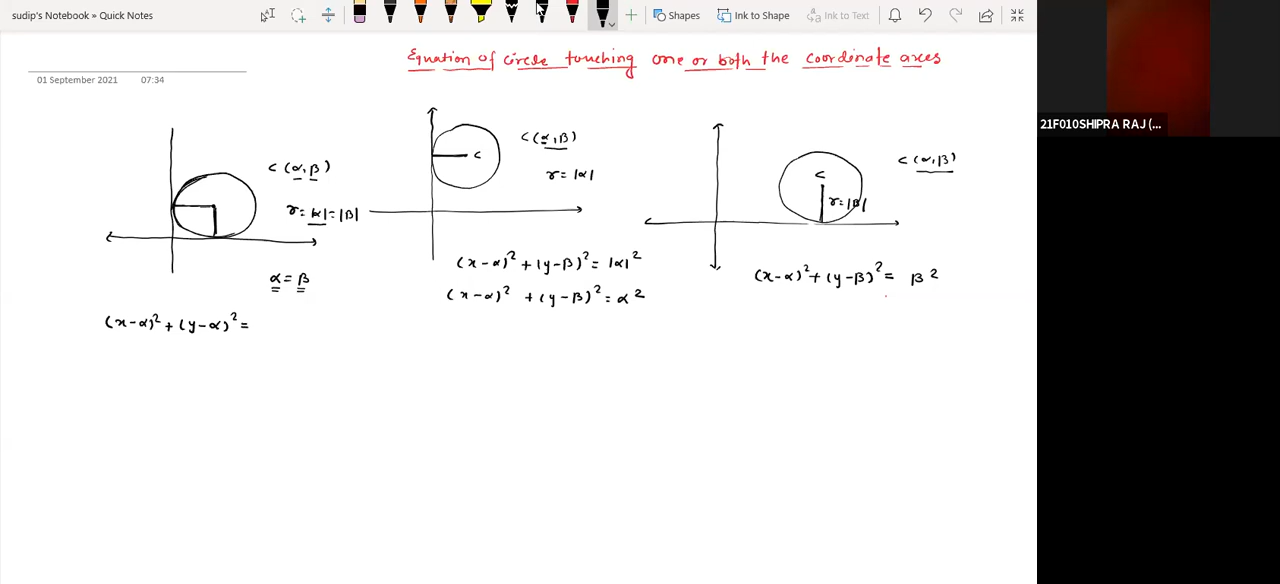 sudip's Notebook » Quick Notes
Shapes
Ink to Shape
Ink to Text
Equation of circle touching one or both the coordinate axes
01 September 2021 07:34
21F010SHIPRA RAJ (...
C (α, β)
r = |α| = |β|
α = β
(x-α)² + (y-α)² =
C (α, β)
C
r = |α|
(x-α)² + (y-β)² = |α|²
(x-α)² + (y-β)² = α²
C (α, β)
C
r = |β|
(x-α)² + (y-β)² = β²